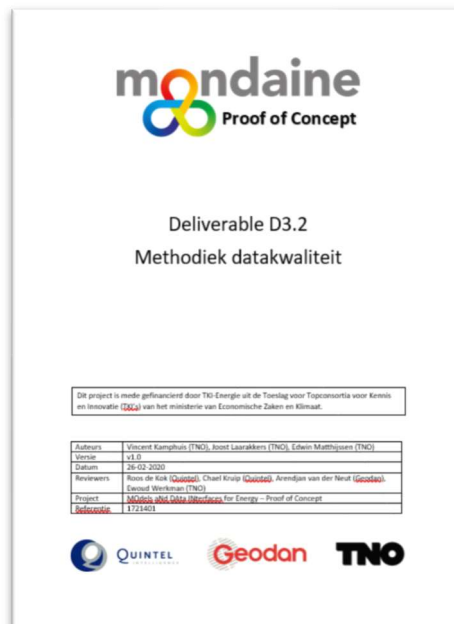 mondaine
Proof of Concept
Deliverable D3.2
Methodiek datakwaliteit
Dit project is mede gefinancierd door TKI-Energie uit de Toeslag voor Topconsortia voor Kennis
en Innovatie (TKI's) van het ministerie van Economische Zaken en Klimaat.
Auteurs Vincent Kamphuis (TNO), Joost Laarakkers (TNO), Edwin Matthijssen (TNO)
Versie v1.0
Datum 26-02-2020
Reviewers Roos de Kok (Quintel), Chael Kruip (Quintel), Arendjan van der Neut (Geodan),
Ewoud Werkman (TNO)
Project MOdels aNd DAta INterfaces for Energy – Proof of Concept
Referentie 1721401
QUINTEL
INTELLIGENCE
Geodan
TNO